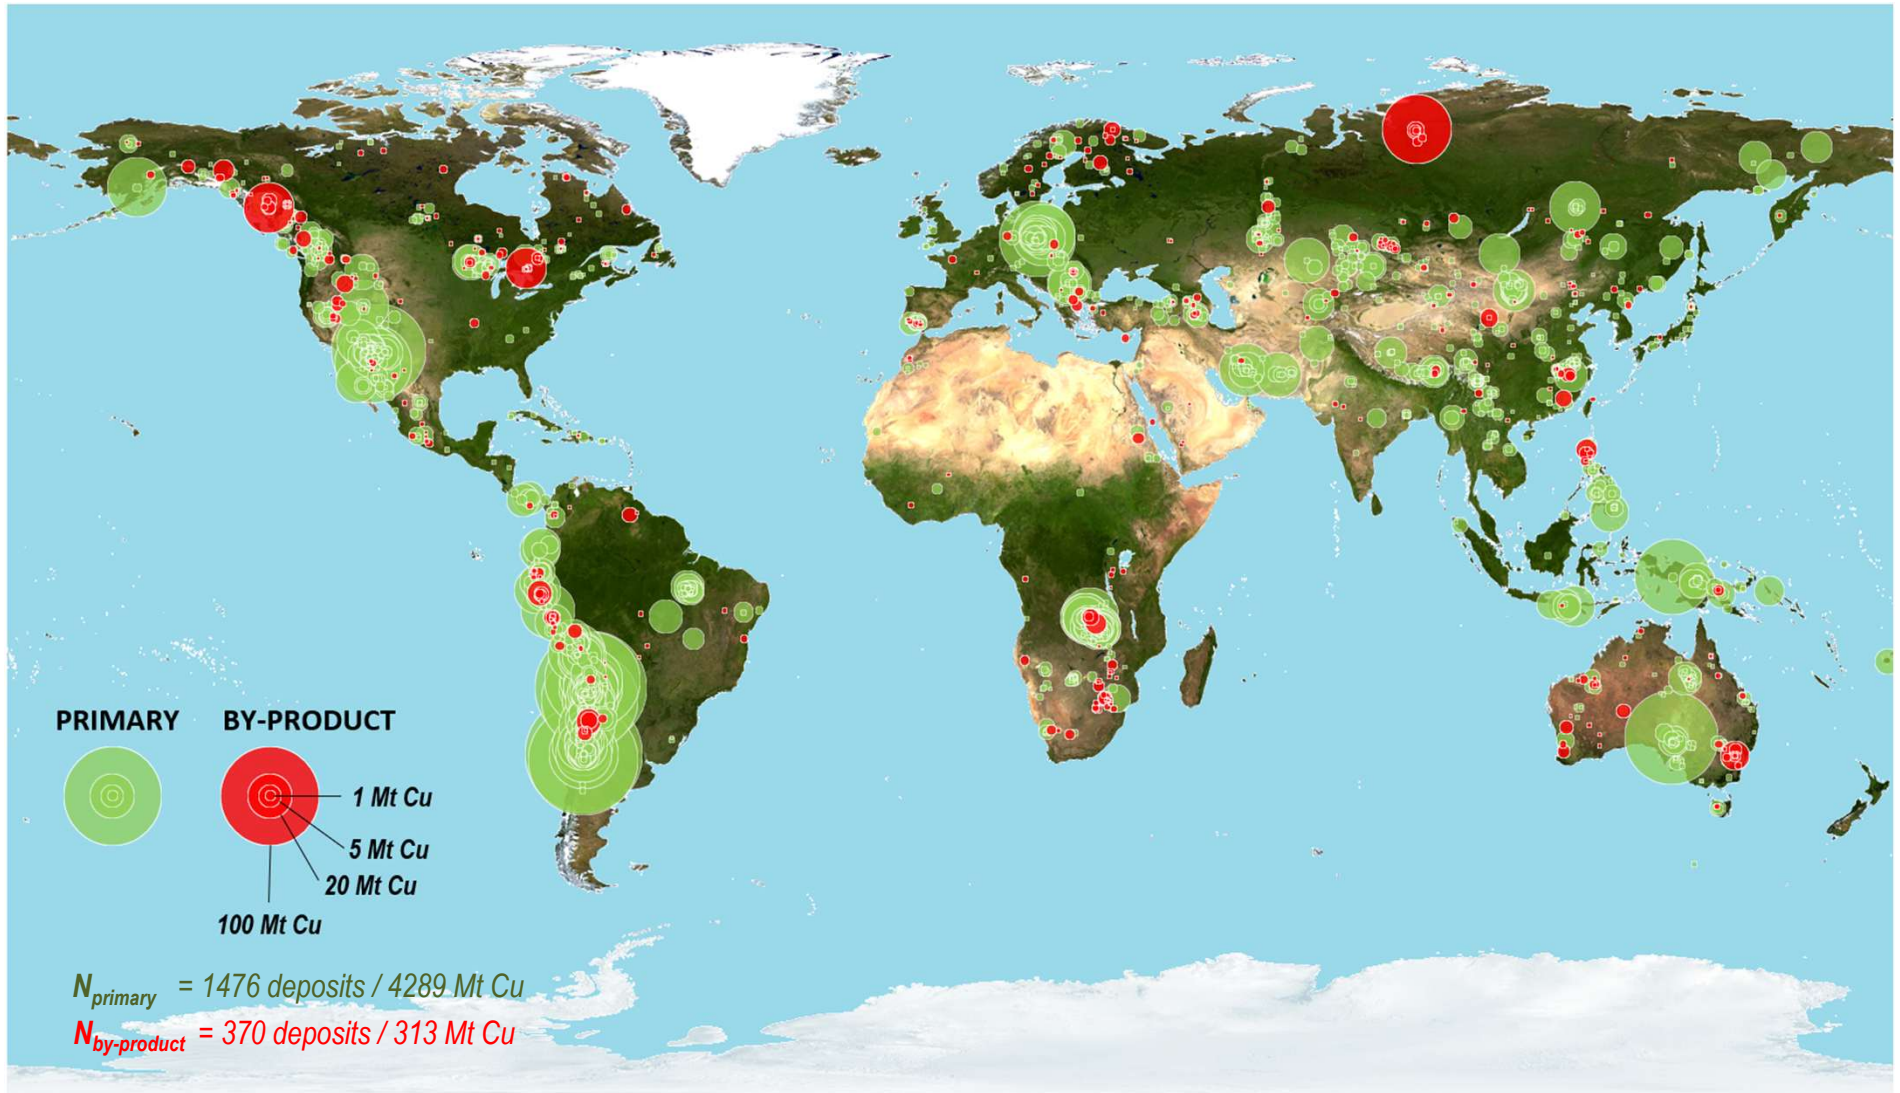 PRIMARY BY-PRODUCT
1 Mt Cu
5 Mt Cu
20 Mt Cu
100 Mt Cu
Nprimary = 1476 deposits / 4289 Mt Cu
Nby-product = 370 deposits / 313 Mt Cu